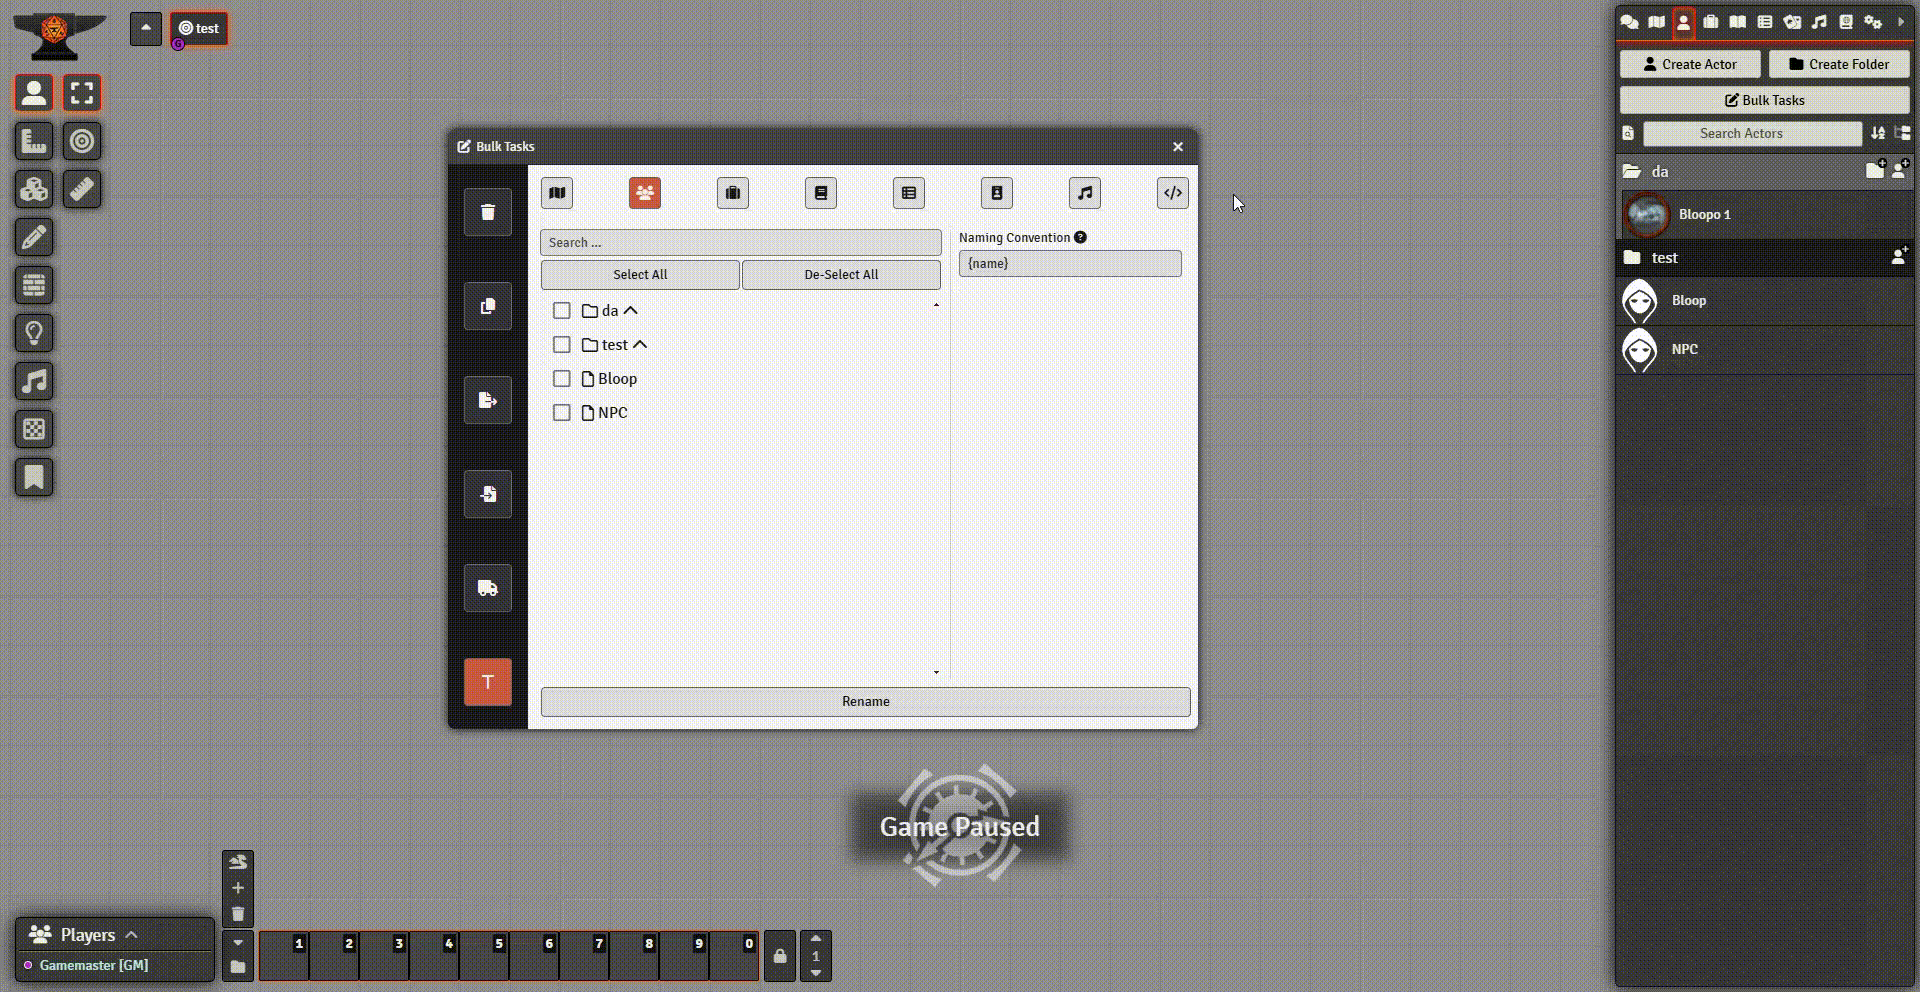 test
G
Create Actor
Create Folder
Bulk Tasks
Search Actors
da
Bloopo 1
test
Bloop
NPC
Bulk Tasks
Search ...
Select All
De-Select All
da
test
Bloop
NPC
Naming Convention ?
{name}
T
Rename
Game Paused
Players
Gamemaster [GM]
1 2 3 4 5 6 7 8 9 0
1